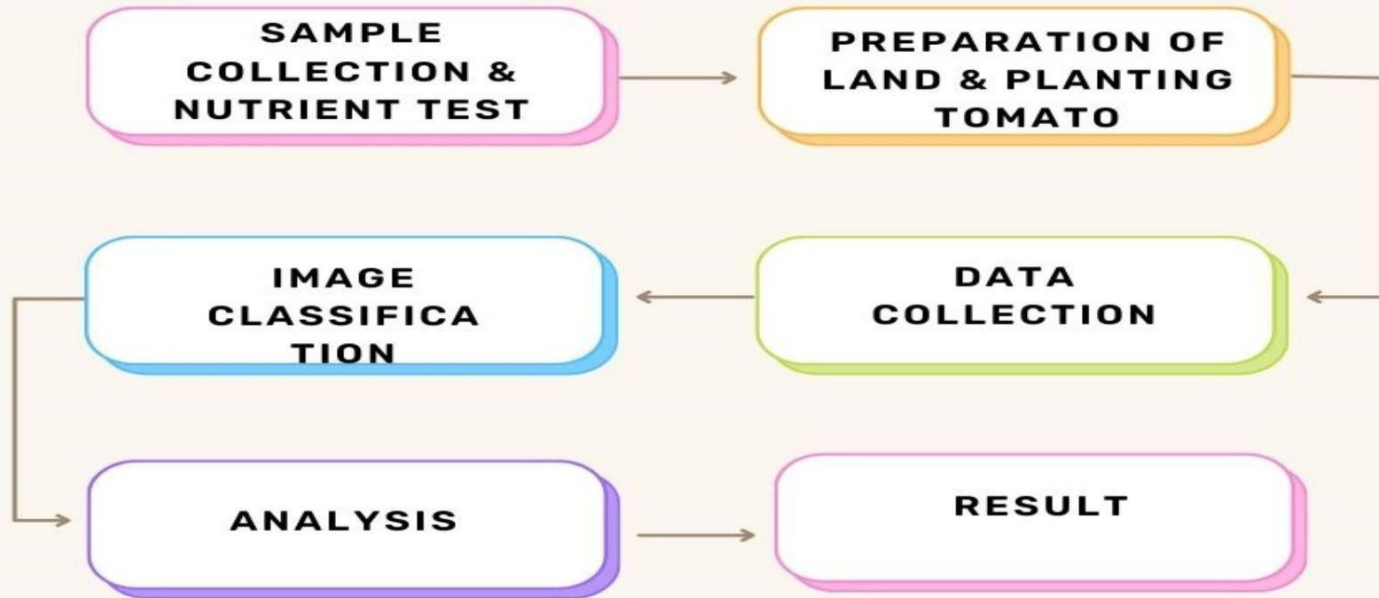 SAMPLE
COLLECTION &
NUTRIENT TEST
PREPARATION OF
LAND & PLANTING
TOMATO
DATA
COLLECTION
IMAGE
CLASSIFICA
TION
ANALYSIS
RESULT